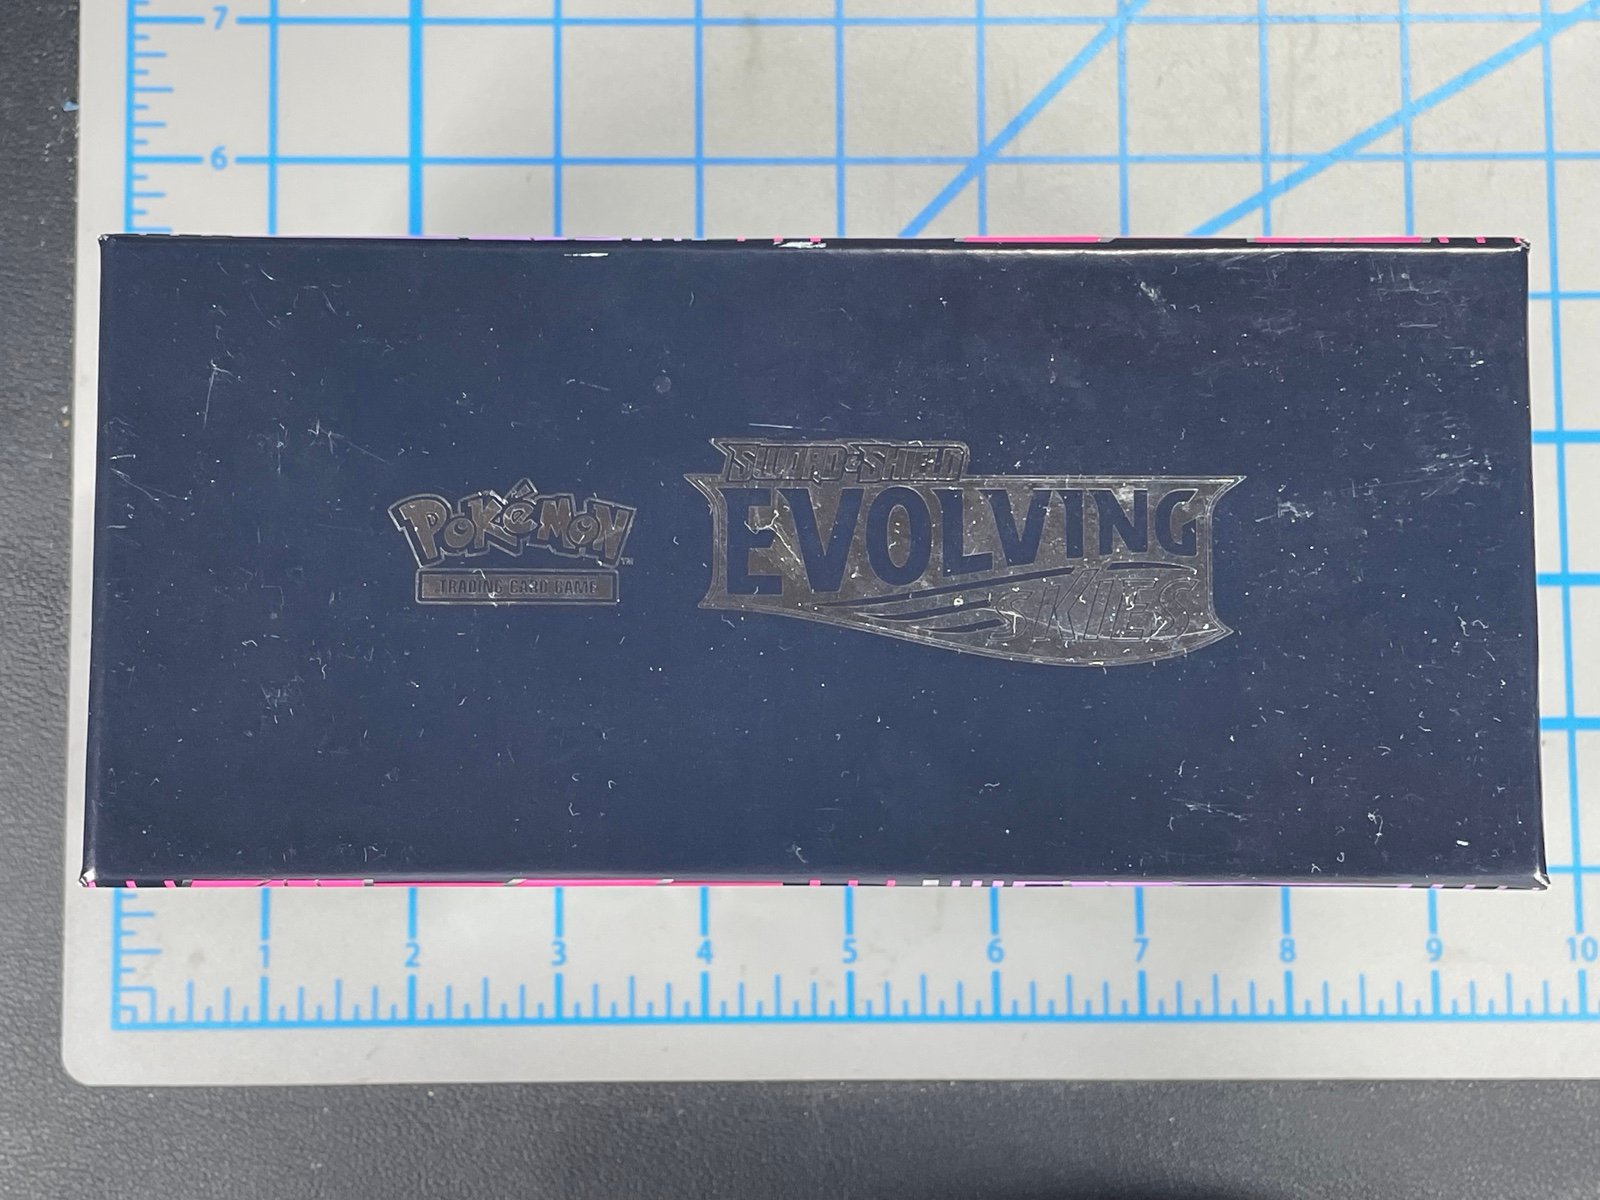 7
6
SWORD & SHIELD
EVOLVING
SKIES
POKéMON™
TRADING CARD GAME
1 2 3 4 5 6 7 8 9 10